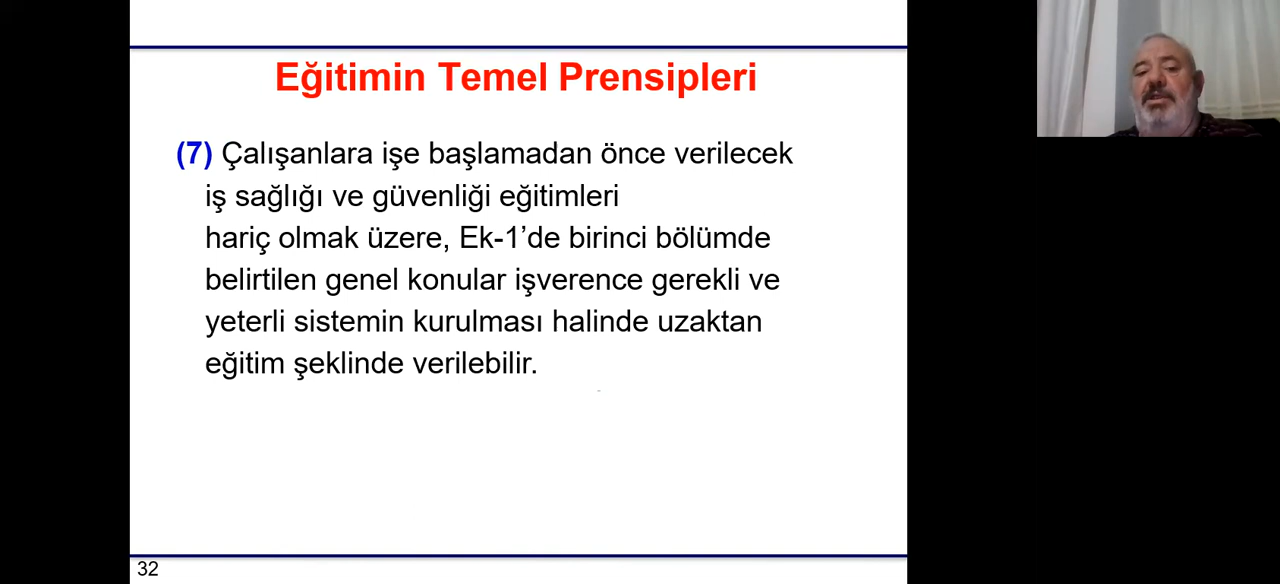 Eğitimin Temel Prensipleri
(7) Çalışanlara işe başlamadan önce verilecek
iş sağlığı ve güvenliği eğitimleri
hariç olmak üzere, Ek-1’de birinci bölümde
belirtilen genel konular işverence gerekli ve
yeterli sistemin kurulması halinde uzaktan
eğitim şeklinde verilebilir.
32